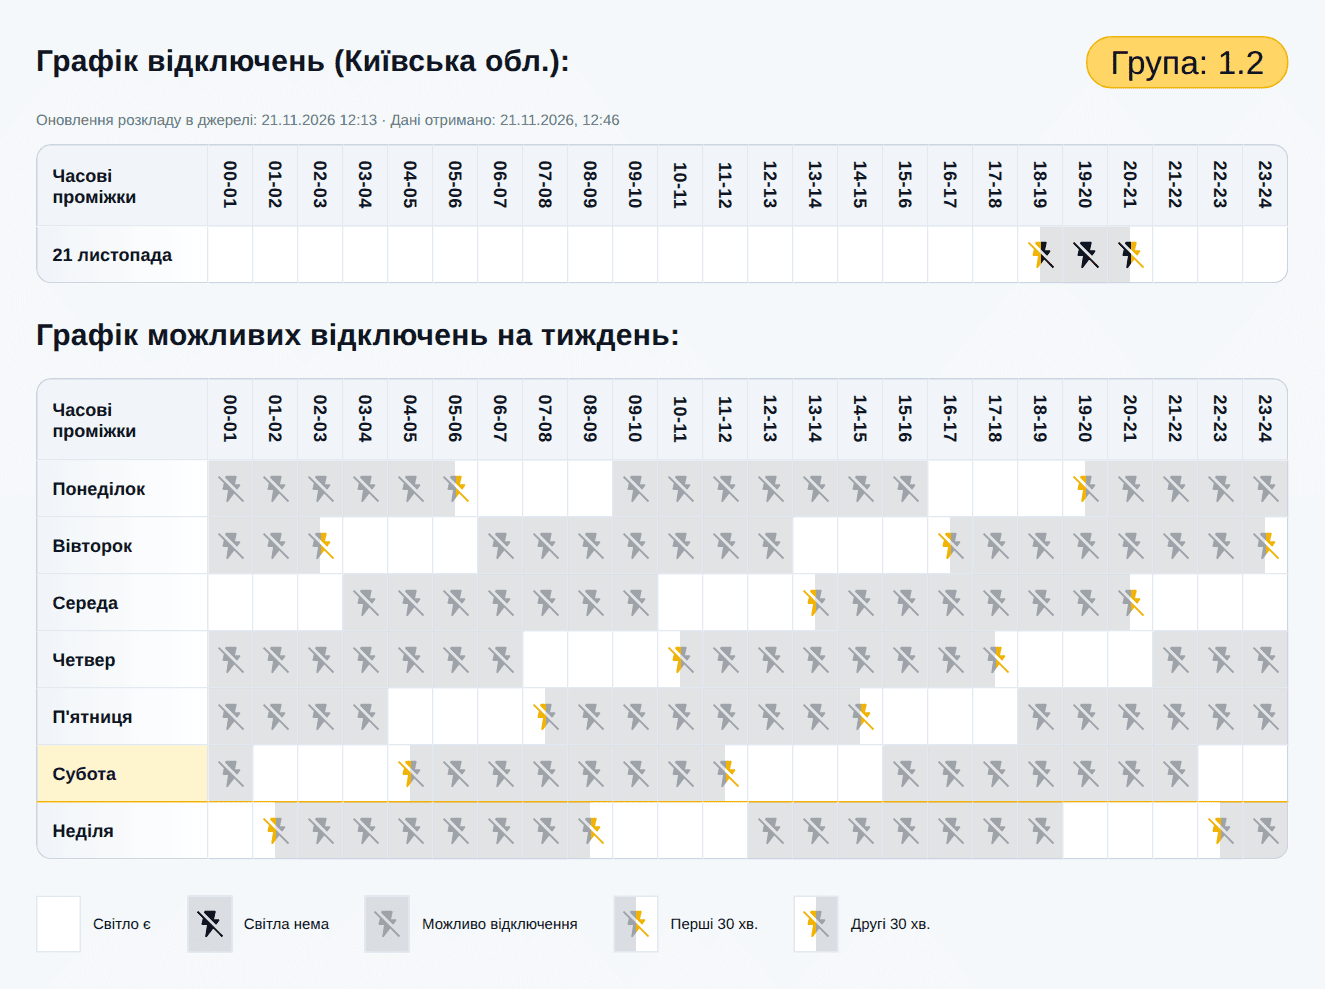 Графік відключень (Київська обл.):
Група: 1.2
Оновлення розкладу в джерелі: 21.11.2026 12:13 · Дані отримано: 21.11.2026, 12:46
Часові проміжки 00-01 01-02 02-03 03-04 04-05 05-06 06-07 07-08 08-09 09-10 10-11 11-12 12-13 13-14 14-15 15-16 16-17 17-18 18-19 19-20 20-21 21-22 22-23 23-24
21 листопада
Графік можливих відключень на тиждень:
Часові проміжки 00-01 01-02 02-03 03-04 04-05 05-06 06-07 07-08 08-09 09-10 10-11 11-12 12-13 13-14 14-15 15-16 16-17 17-18 18-19 19-20 20-21 21-22 22-23 23-24
Понеділок
Вівторок
Середа
Четвер
П'ятниця
Субота
Неділя
Світло є Світла нема Можливо відключення Перші 30 хв. Другі 30 хв.